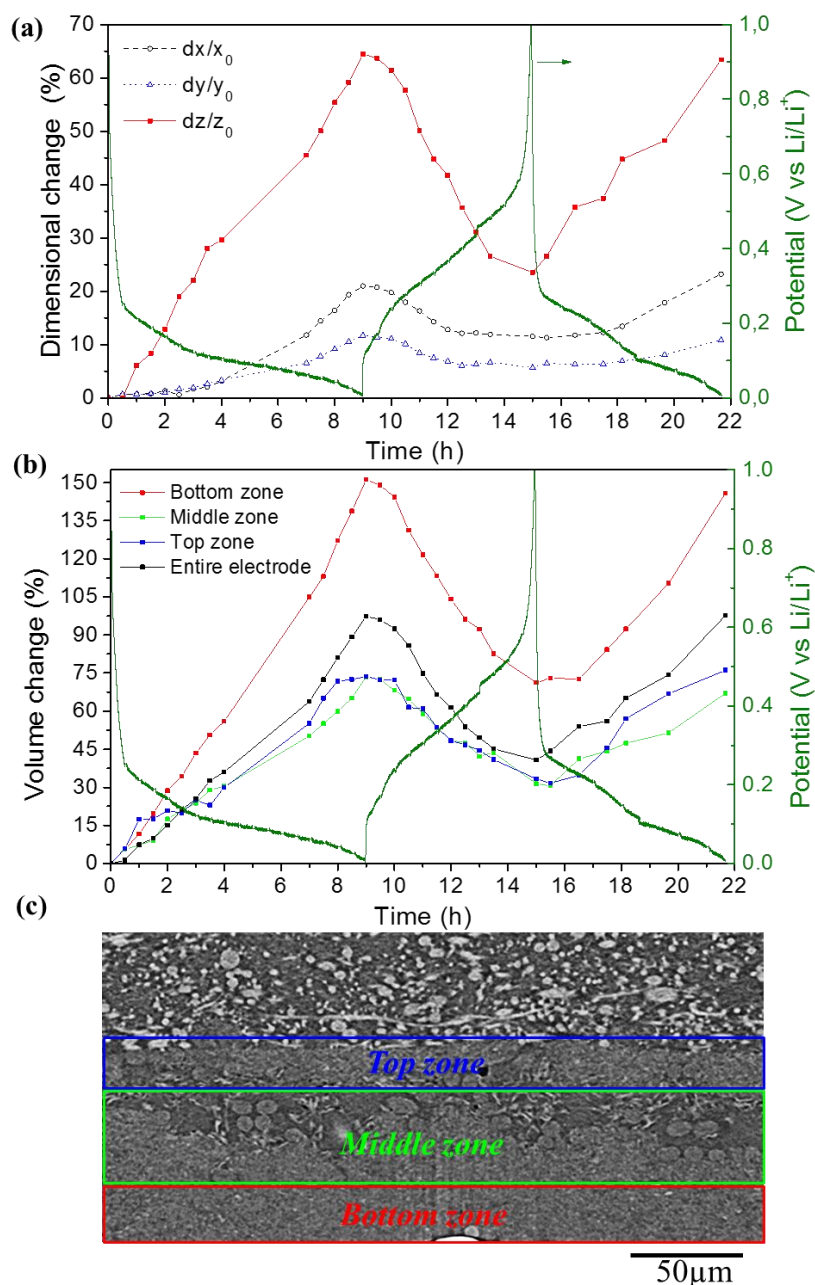 (a)
dx/x0
dy/y0
dz/z0
Dimensional change (%)
70
60
50
40
30
20
10
0
Potential (V vs Li/Li+)
1,0
0,8
0,6
0,4
0,2
0,0
0 2 4 6 8 10 12 14 16 18 20 22
Time (h)
(b)
Bottom zone
Middle zone
Top zone
Entire electrode
Volume change (%)
150
135
120
105
90
75
60
45
30
15
0
Potential (V vs Li/Li+)
1.0
0.8
0.6
0.4
0.2
0.0
0 2 4 6 8 10 12 14 16 18 20 22
Time (h)
(c)
Top zone
Middle zone
Bottom zone
50µm